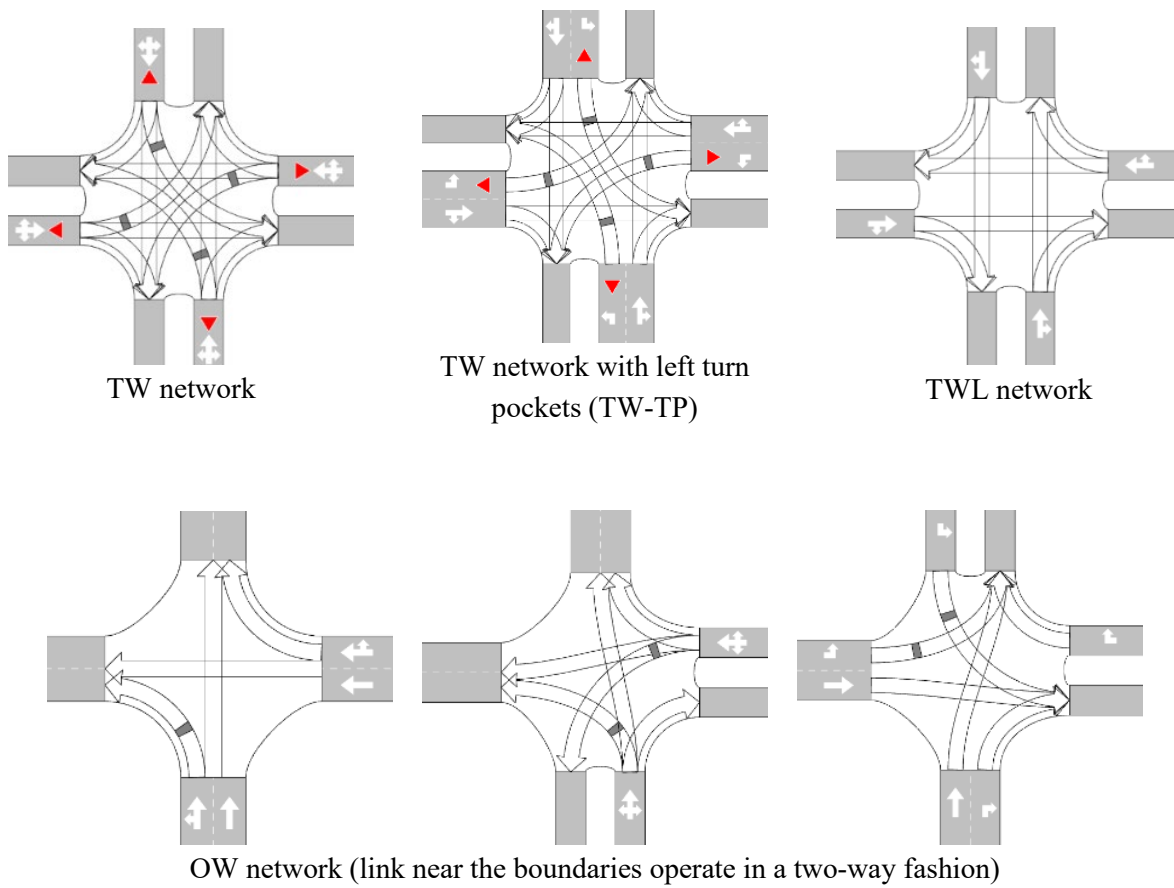 TW network
TW network with left turn
pockets (TW-TP)
TWL network
OW network (link near the boundaries operate in a two-way fashion)